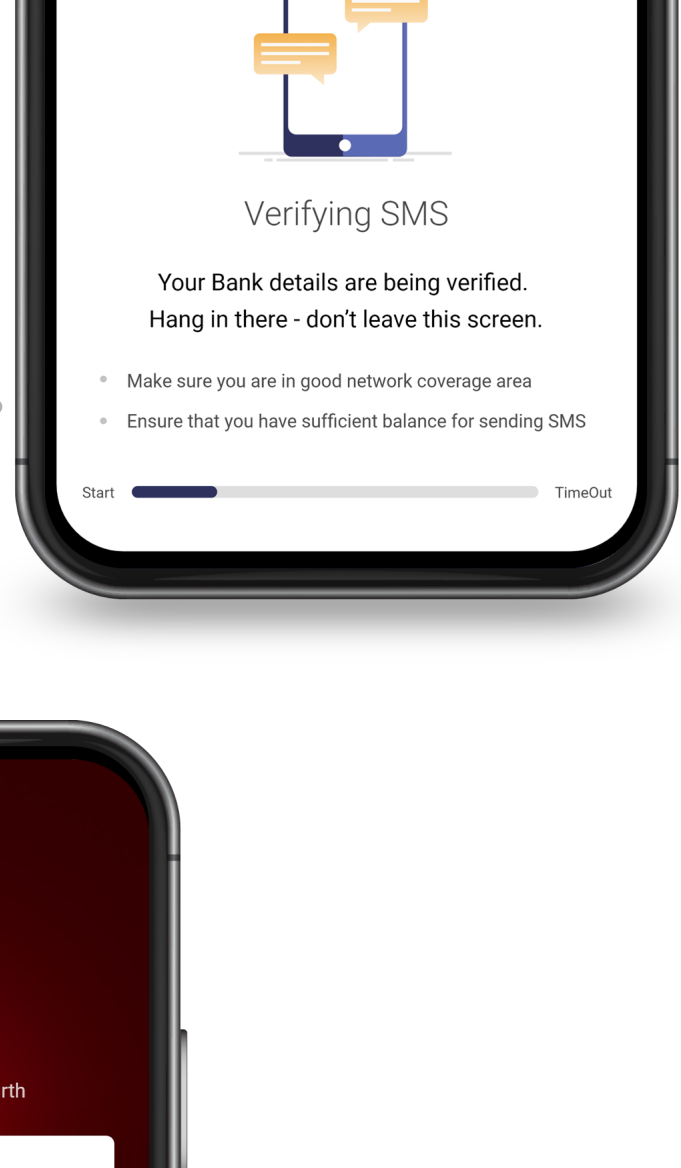 Verifying SMS
Your Bank details are being verified.
Hang in there - don’t leave this screen.
Make sure you are in good network coverage area
Ensure that you have sufficient balance for sending SMS
Start
TimeOut
rth